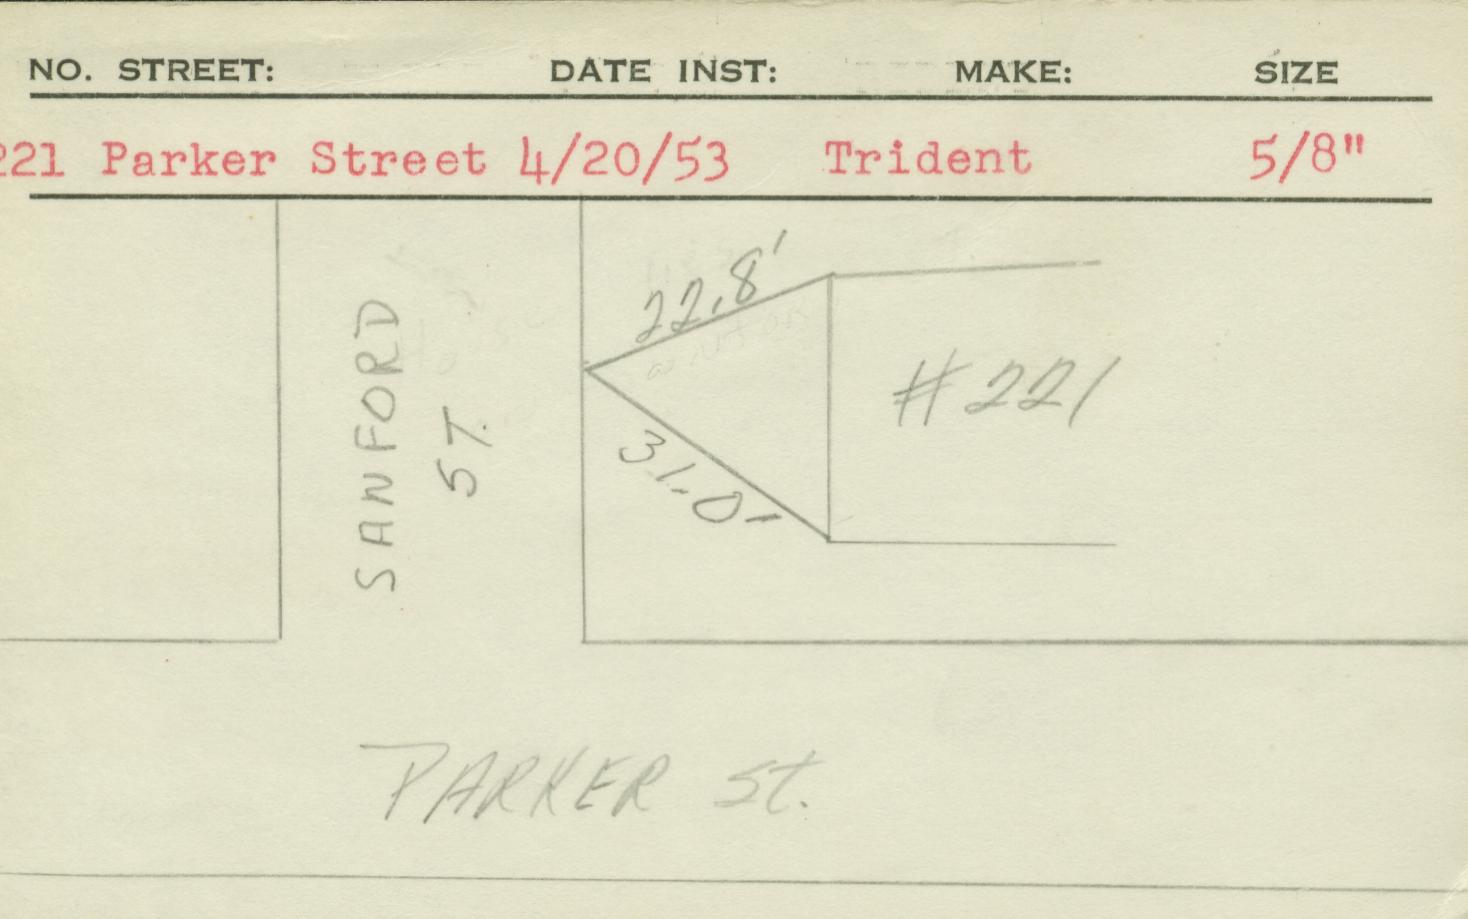 NO. STREET: DATE INST: MAKE: SIZE
221 Parker Street 4/20/53 Trident 5/8"
22.8'
SANFORD
ST.
#221
31.0'
PARKER St.